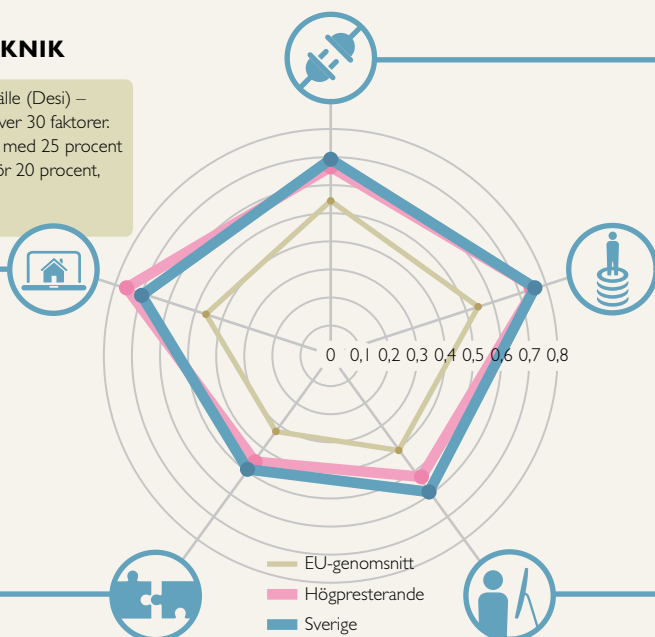 KNIK
älle (Desi) –
ver 30 faktorer.
med 25 procent
ör 20 procent,
0 0,1 0,2 0,3 0,4 0,5 0,6 0,7 0,8
EU-genomsnitt
Högpresterande
Sverige